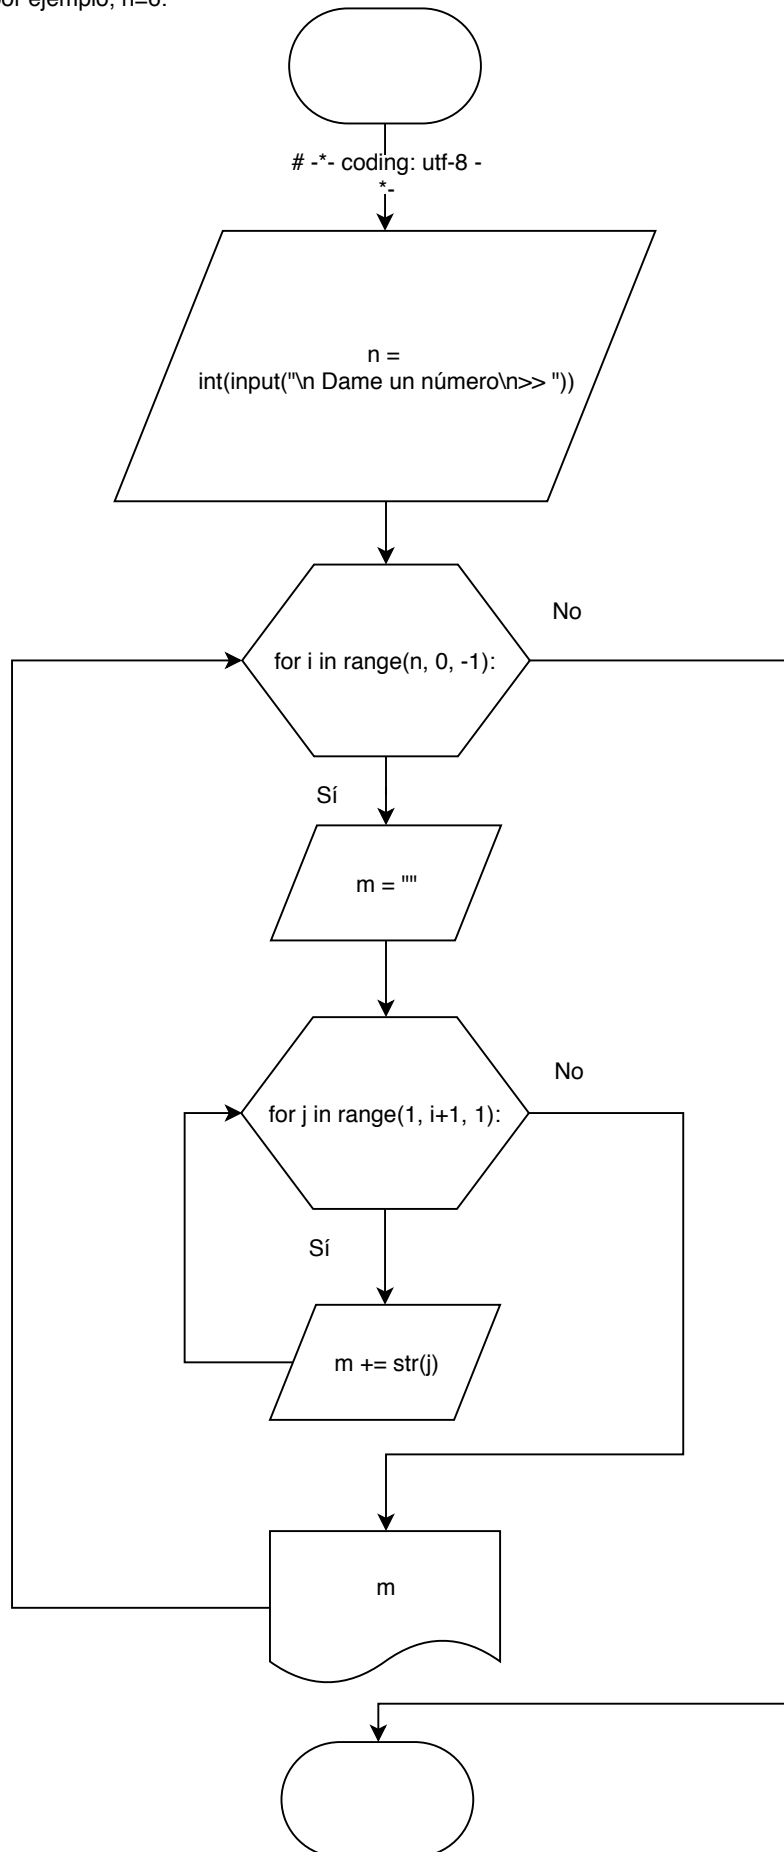 por ejemplo, n=6:
# -*- coding: utf-8 -
*-
n =
int(input("\n Dame un número\n>> "))
No
for i in range(n, 0, -1):
Sí
m = ""
No
for j in range(1, i+1, 1):
Sí
m += str(j)
m